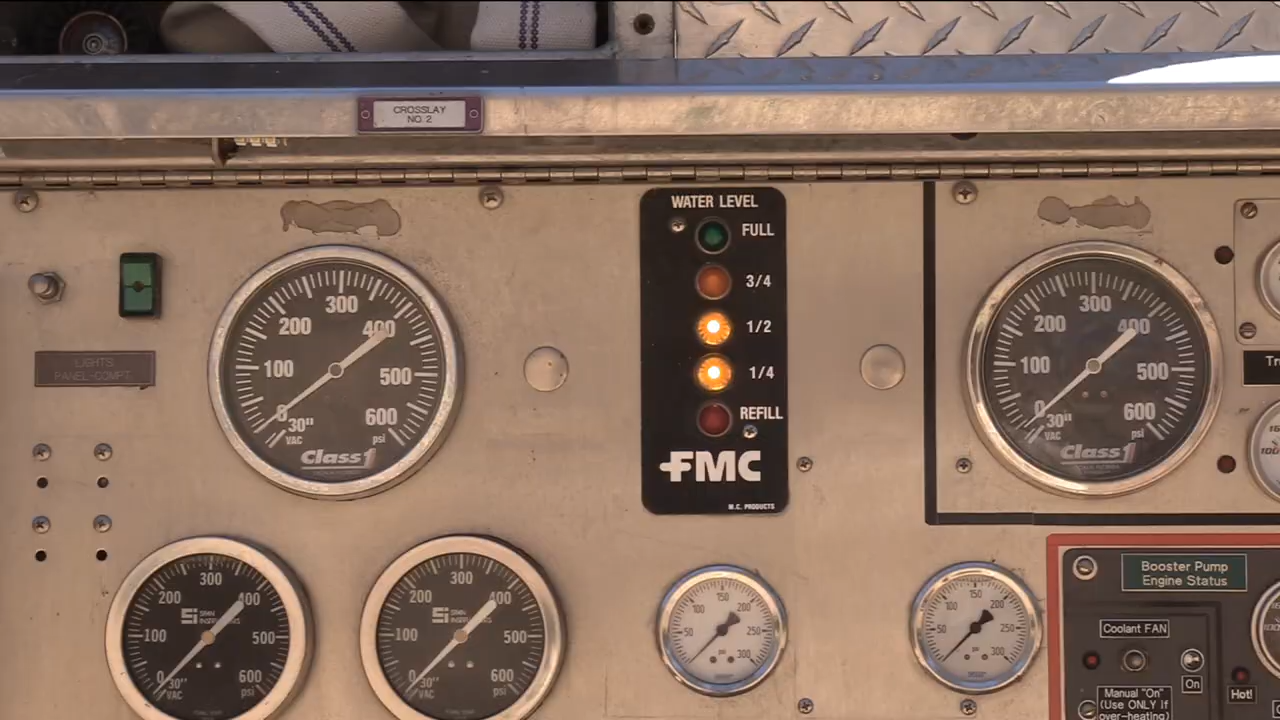 CROSSLAY
NO. 2
WATER LEVEL
FULL
3/4
1/2
1/4
REFILL
FMC
M.C. PRODUCTS
LIGHTS
PANEL-COMPT
0 100 200 300 400 500 600
30"
VAC
psi
Class 1
0 100 200 300 400 500 600
30"
VAC
psi
Class 1
0 100 200 300 400 500 600
30"
VAC
psi
SPAN
INSTRUMENTS
0 100 200 300 400 500 600
30"
VAC
psi
SPAN
INSTRUMENTS
50 100 150 200 250 300
psi
50 100 150 200 250 300
psi
Booster Pump
Engine Status
Coolant FAN
On
Hot!
Manual "On"
(Use ONLY if
over-heating)